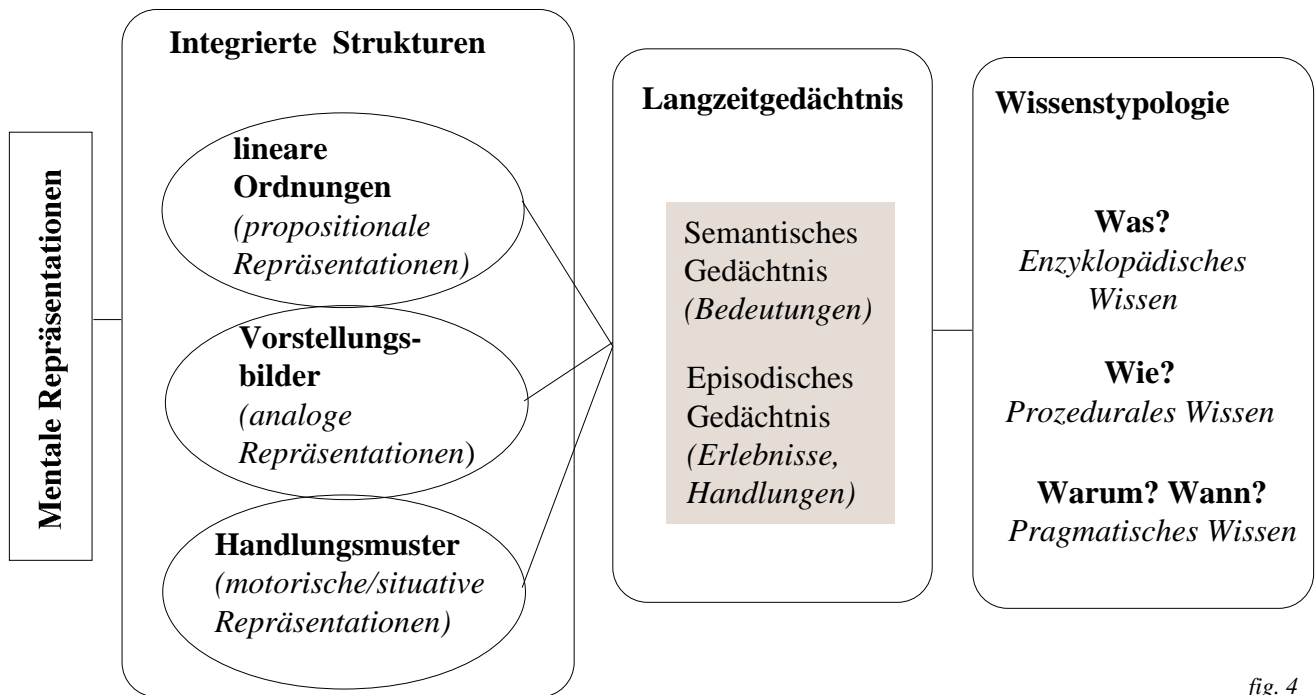 Mentale Repräsentationen
Integrierte Strukturen
lineare
Ordnungen
(propositionale
Repräsentationen)
Vorstellungs-
bilder
(analoge
Repräsentationen)
Handlungsmuster
(motorische/situative
Repräsentationen)
Langzeitgedächtnis
Semantisches
Gedächtnis
(Bedeutungen)
Episodisches
Gedächtnis
(Erlebnisse,
Handlungen)
Wissenstypologie
Was?
Enzyklopädisches
Wissen
Wie?
Prozedurales Wissen
Warum? Wann?
Pragmatisches Wissen
fig. 4